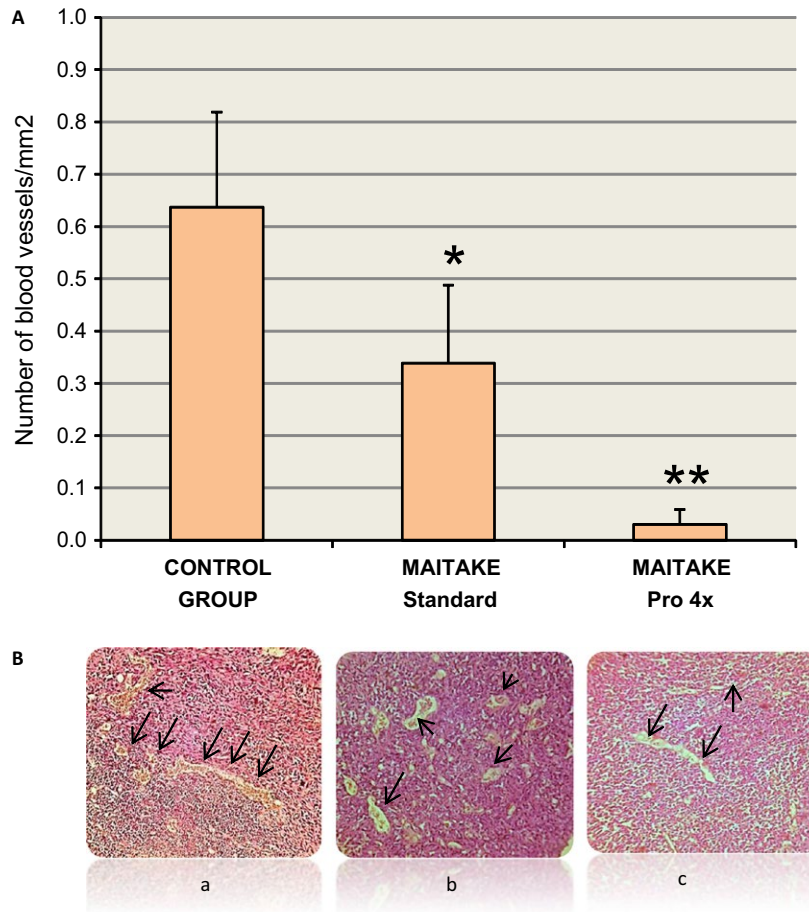 A
Number of blood vessels/mm2
1.0
0.9
0.8
0.7
0.6
0.5
0.4
0.3
0.2
0.1
0.0
*
**
CONTROL
GROUP
MAITAKE
Standard
MAITAKE
Pro 4x
B
a
b
c